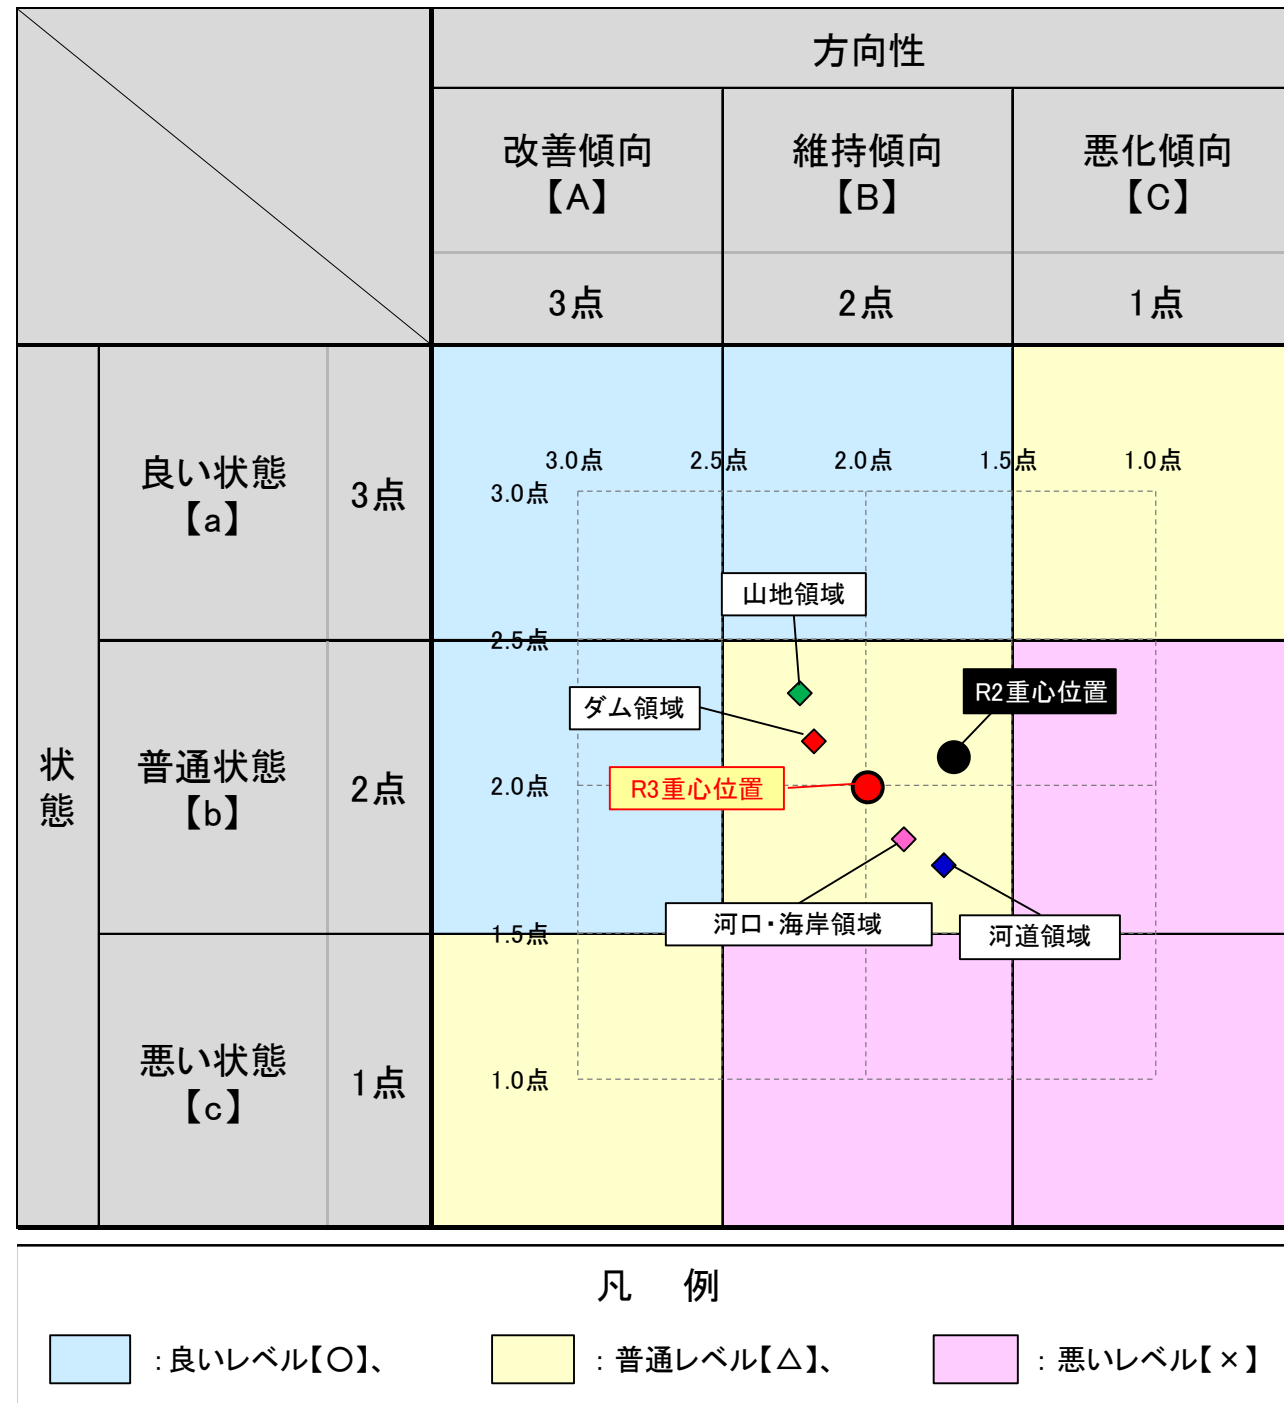 方向性
改善傾向
【A】
維持傾向
【B】
悪化傾向
【C】
3点
2点
1点
状態
良い状態
【a】
3点
普通状態
【b】
2点
悪い状態
【c】
1点
3.0点
2.5点
2.0点
1.5点
1.0点
3.0点
2.5点
2.0点
1.5点
1.0点
山地領域
ダム領域
R2重心位置
R3重心位置
河口・海岸領域
河道領域
凡 例
：良いレベル【〇】、
：普通レベル【△】、
：悪いレベル【×】